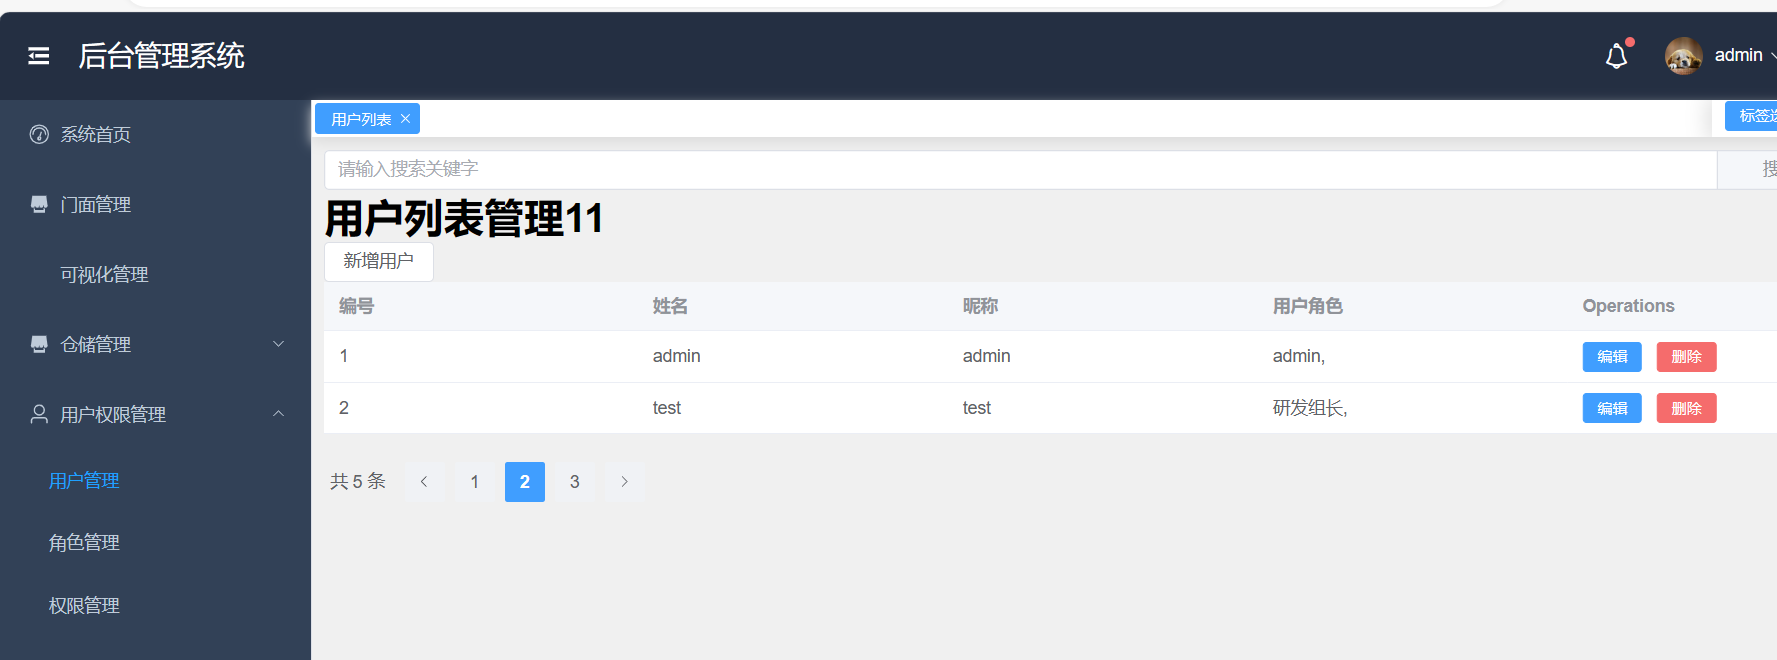 后台管理系统
admin
系统首页
门面管理
可视化管理
仓储管理
用户权限管理
用户管理
角色管理
权限管理
用户列表
标签
请输入搜索关键字
搜
用户列表管理11
新增用户
编号 姓名 昵称 用户角色 Operations
1 admin admin admin, 编辑 删除
2 test test 研发组长, 编辑 删除
共 5 条 1 2 3